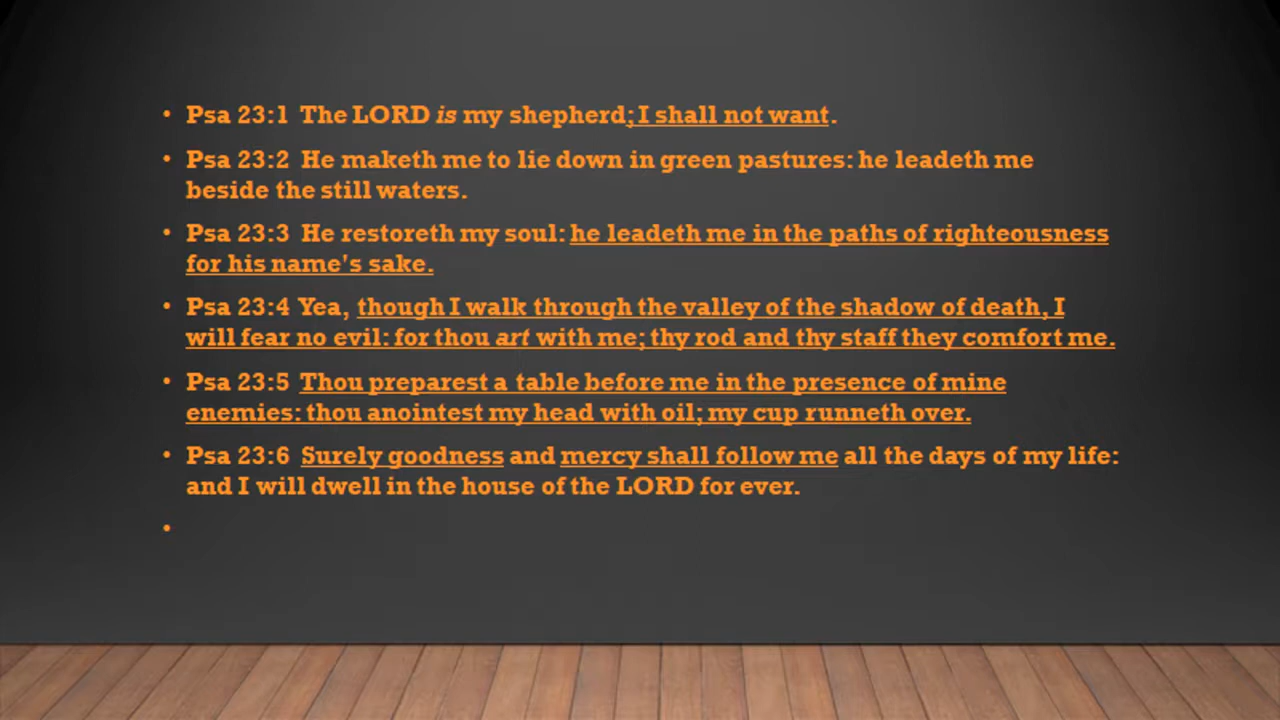 • Psa 23:1 The LORD is my shepherd; I shall not want.
• Psa 23:2 He maketh me to lie down in green pastures: he leadeth me
beside the still waters.
• Psa 23:3 He restoreth my soul: he leadeth me in the paths of righteousness
for his name's sake.
• Psa 23:4 Yea, though I walk through the valley of the shadow of death, I
will fear no evil: for thou art with me; thy rod and thy staff they comfort me.
• Psa 23:5 Thou preparest a table before me in the presence of mine
enemies: thou anointest my head with oil; my cup runneth over.
• Psa 23:6 Surely goodness and mercy shall follow me all the days of my life:
and I will dwell in the house of the LORD for ever.
•